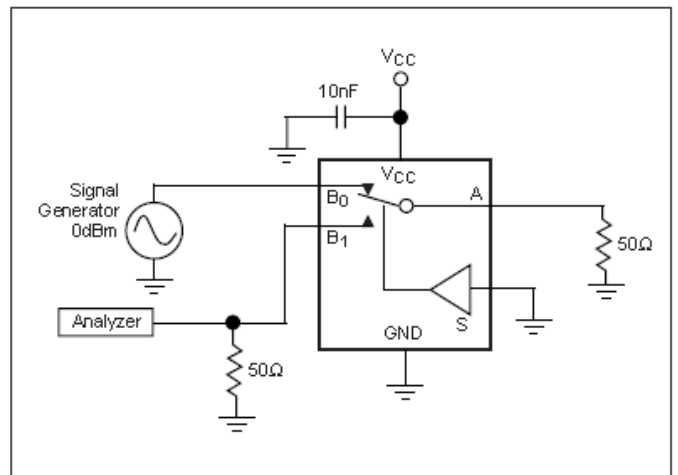 VCC
10nF
VCC
Signal
Generator
0dBm
B0
A
B1
50Ω
Analyzer
S
GND
50Ω